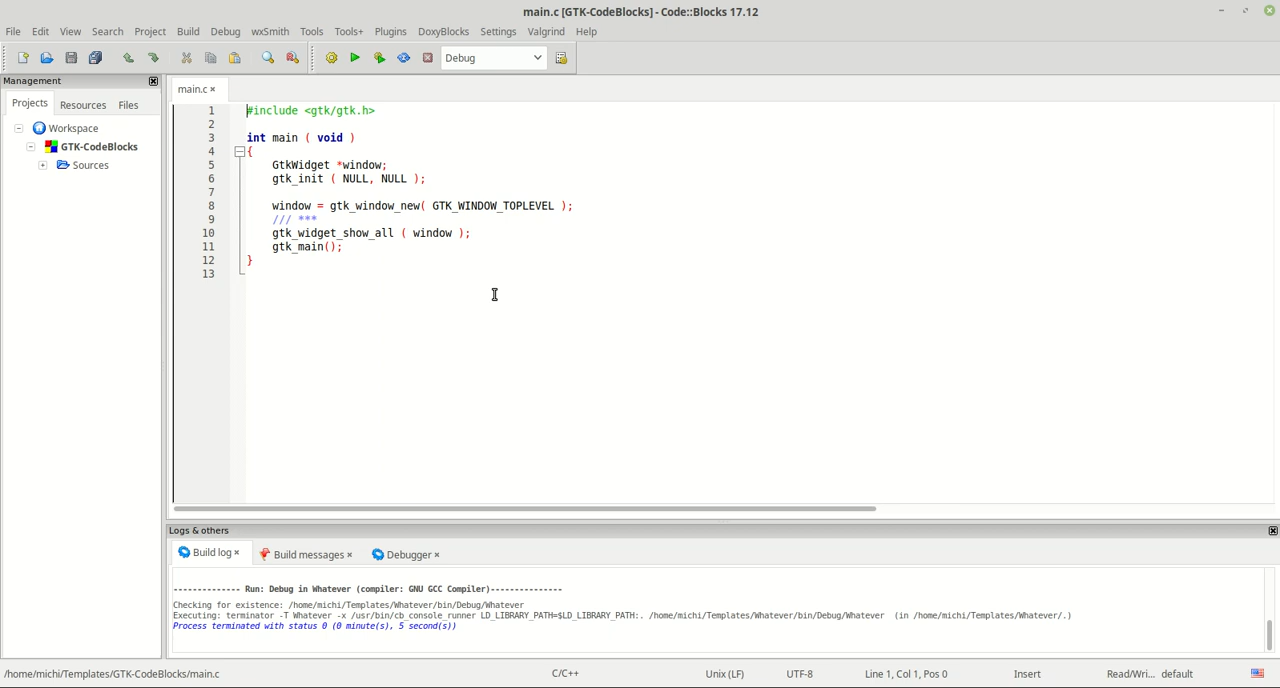 main.c [GTK-CodeBlocks] - Code::Blocks 17.12
File Edit View Search Project Build Debug wxSmith Tools Tools+ Plugins DoxyBlocks Settings Valgrind Help
Debug
Management
Projects Resources Files
Workspace
GTK-CodeBlocks
Sources
main.c
1 #include <gtk/gtk.h>
2
3 int main ( void )
4 {
5 GtkWidget *window;
6 gtk_init ( NULL, NULL );
7
8 window = gtk_window_new( GTK_WINDOW_TOPLEVEL );
9 /// ***
10 gtk_widget_show_all ( window );
11 gtk_main();
12 }
13
Logs & others
Build log Build messages Debugger
-------------- Run: Debug in Whatever (compiler: GNU GCC Compiler)---------------
Checking for existence: /home/michi/Templates/Whatever/bin/Debug/Whatever
Executing: terminator -T Whatever -x /usr/bin/cb_console_runner LD_LIBRARY_PATH=$LD_LIBRARY_PATH:. /home/michi/Templates/Whatever/bin/Debug/Whatever (in /home/michi/Templates/Whatever/.)
Process terminated with status 0 (0 minute(s), 5 second(s))
/home/michi/Templates/GTK-CodeBlocks/main.c C/C++ Unix (LF) UTF-8 Line 1, Col 1, Pos 0 Insert Read/Wri... default